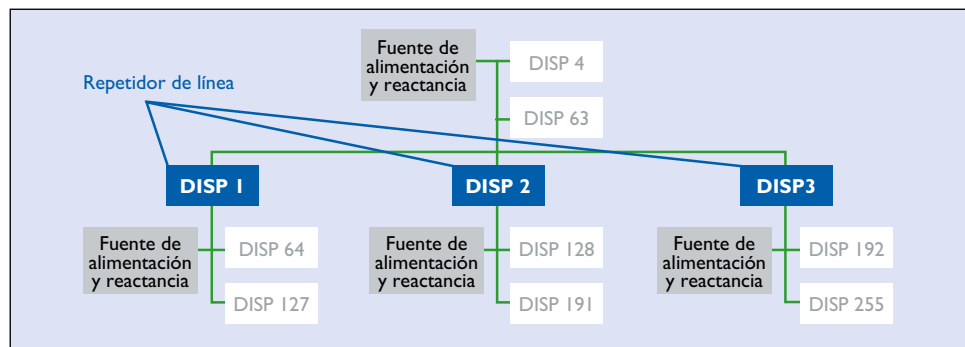 Fuente de
alimentación
y reactancia
DISP 4
Repetidor de línea
DISP 63
DISP 1
DISP 2
DISP3
Fuente de
alimentación
y reactancia
DISP 64
DISP 127
Fuente de
alimentación
y reactancia
DISP 128
DISP 191
Fuente de
alimentación
y reactancia
DISP 192
DISP 255